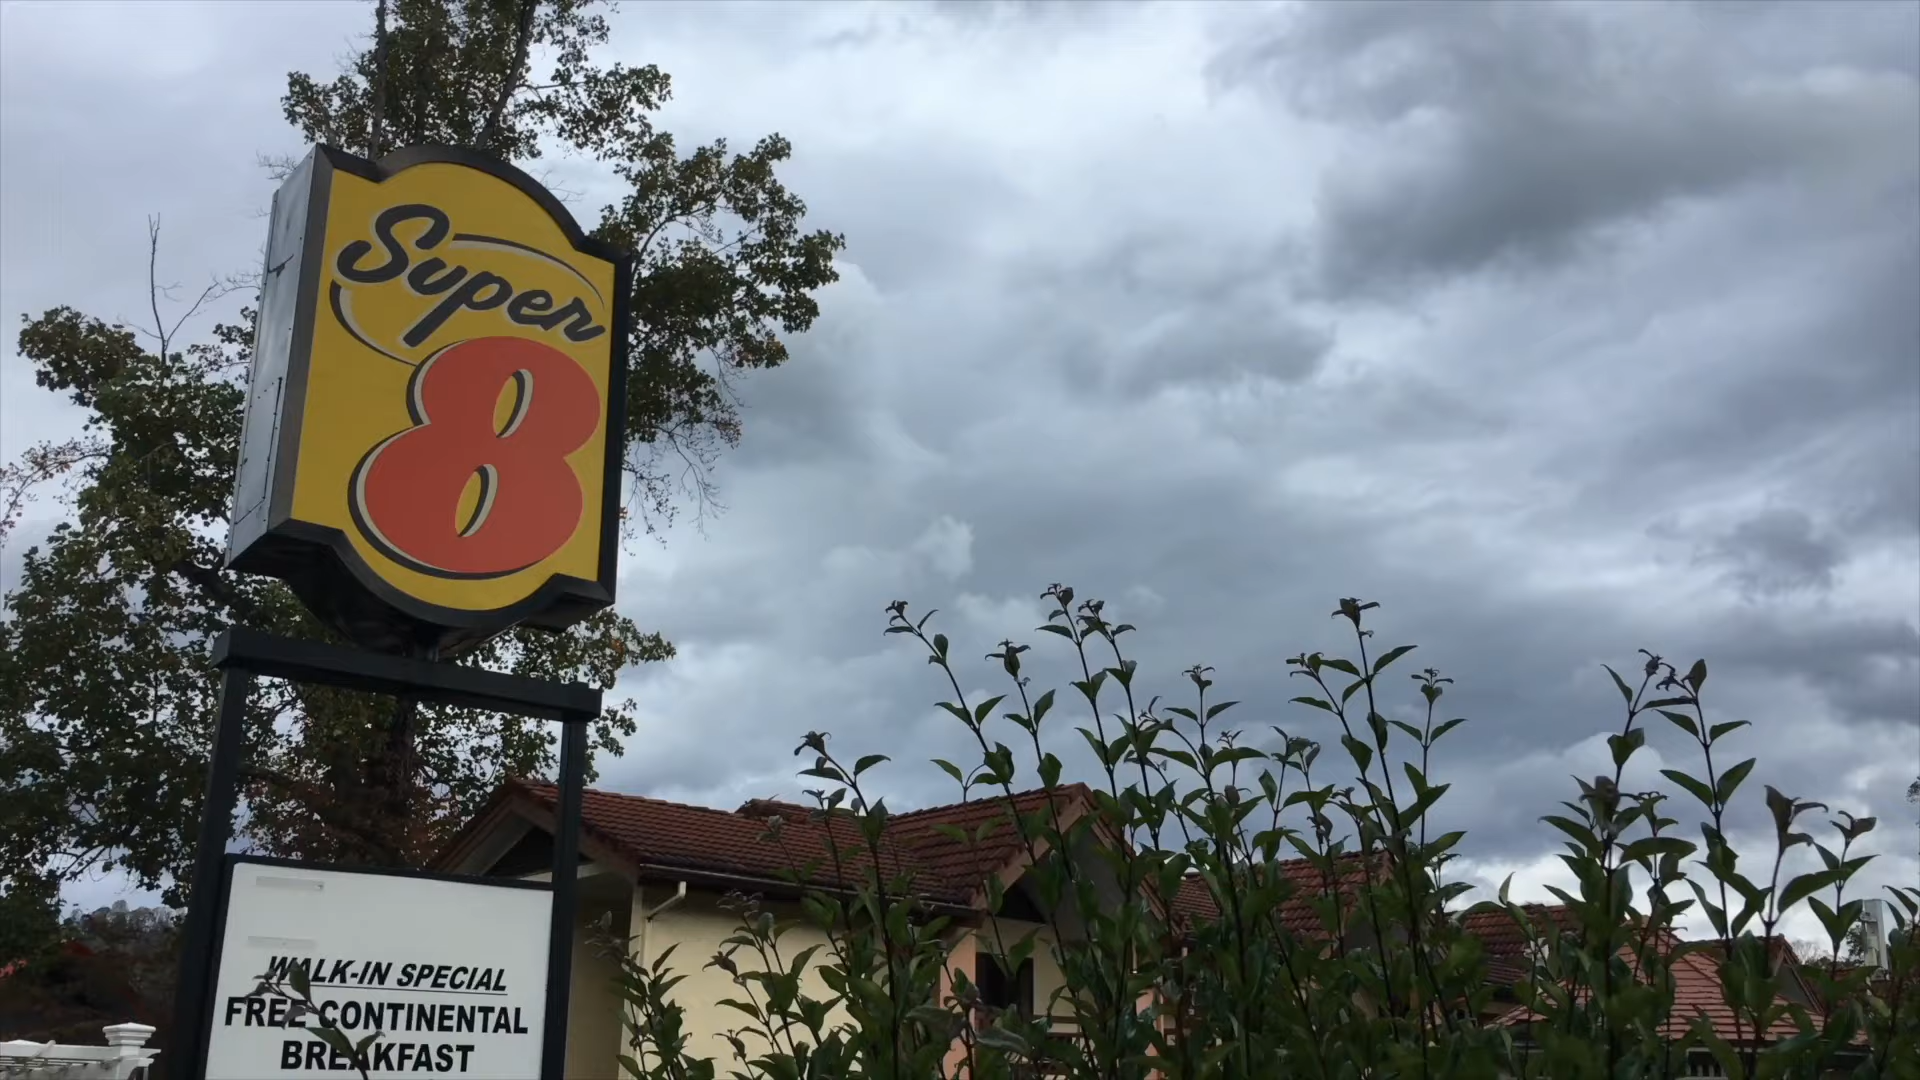 Super
8
WALK-IN SPECIAL
FREE CONTINENTAL
BREAKFAST